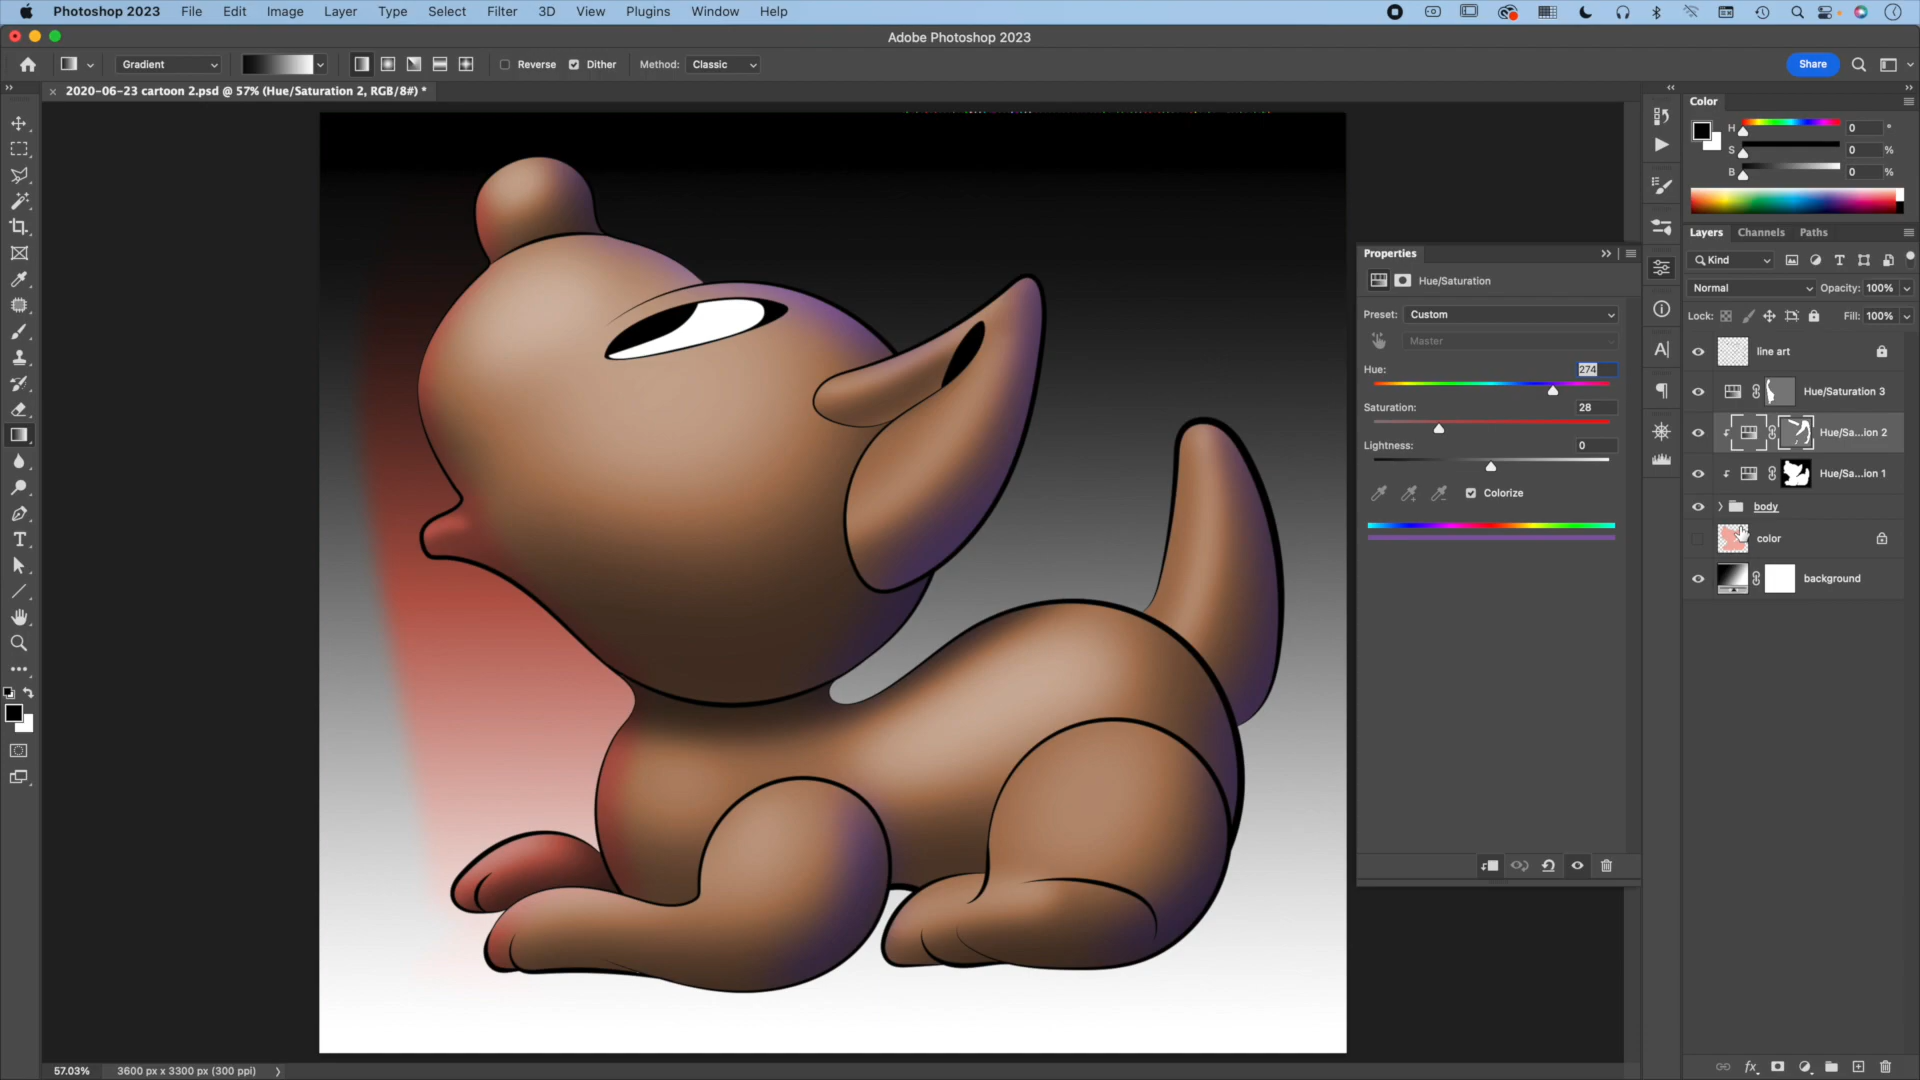 Photoshop 2023 File Edit Image Layer Type Select Filter 3D View Plugins Window Help
Adobe Photoshop 2023
Gradient Reverse Dither Method: Classic Share
2020-06-23 cartoon 2.psd @ 57% (Hue/Saturation 2, RGB/8#) *
Color
H 0 °
S 0 %
B 0 %
Layers Channels Paths
Kind
Normal Opacity: 100%
Lock: Fill: 100%
line art
Hue/Saturation 3
Hue/Sa...ion 2
Hue/Sa...ion 1
body
color
background
Properties
Hue/Saturation
Preset: Custom
Master
Hue: 274
Saturation: 28
Lightness: 0
Colorize
57.03% 3600 px x 3300 px (300 ppi)